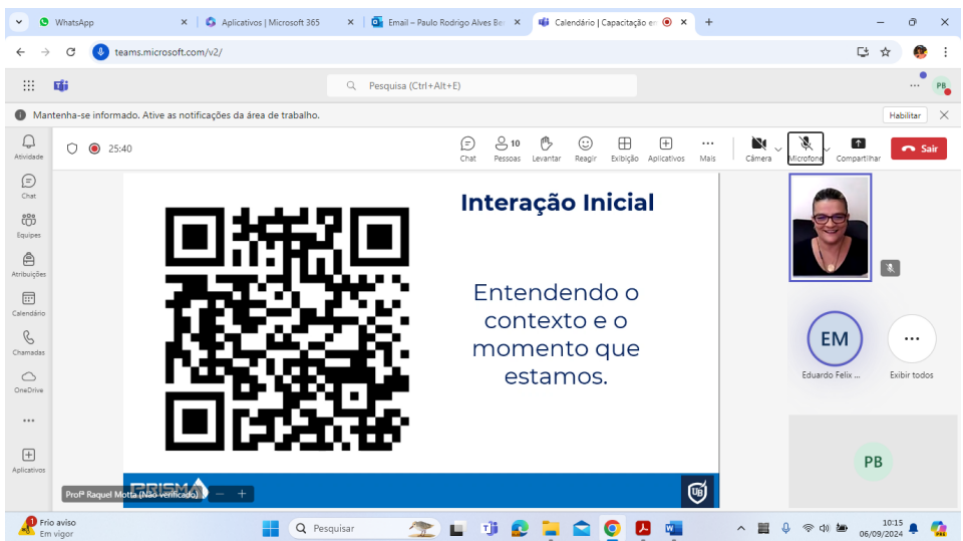 WhatsApp
Aplicativos | Microsoft 365
Email – Paulo Rodrigo Alves Be
Calendário | Capacitação en
teams.microsoft.com/v2/
Pesquisa (Ctrl+Alt+E)
PB
Mantenha-se informado. Ative as notificações da área de trabalho.
Habilitar
25:40
10
Chat
Pessoas
Levantar
Reagir
Exibição
Aplicativos
Mais
Câmera
Microfone
Compartilhar
Sair
Atividade
Chat
Equipes
Atribuições
Calendário
Chamadas
OneDrive
Aplicativos
Interação Inicial
Entendendo o
contexto e o
momento que
estamos.
EM
Eduardo Felix ...
Exibir todos
PB
PRISMA
Profª Raquel Motta (Não verificado)
UB
Frio aviso
Em vigor
Pesquisar
10:15
06/09/2024